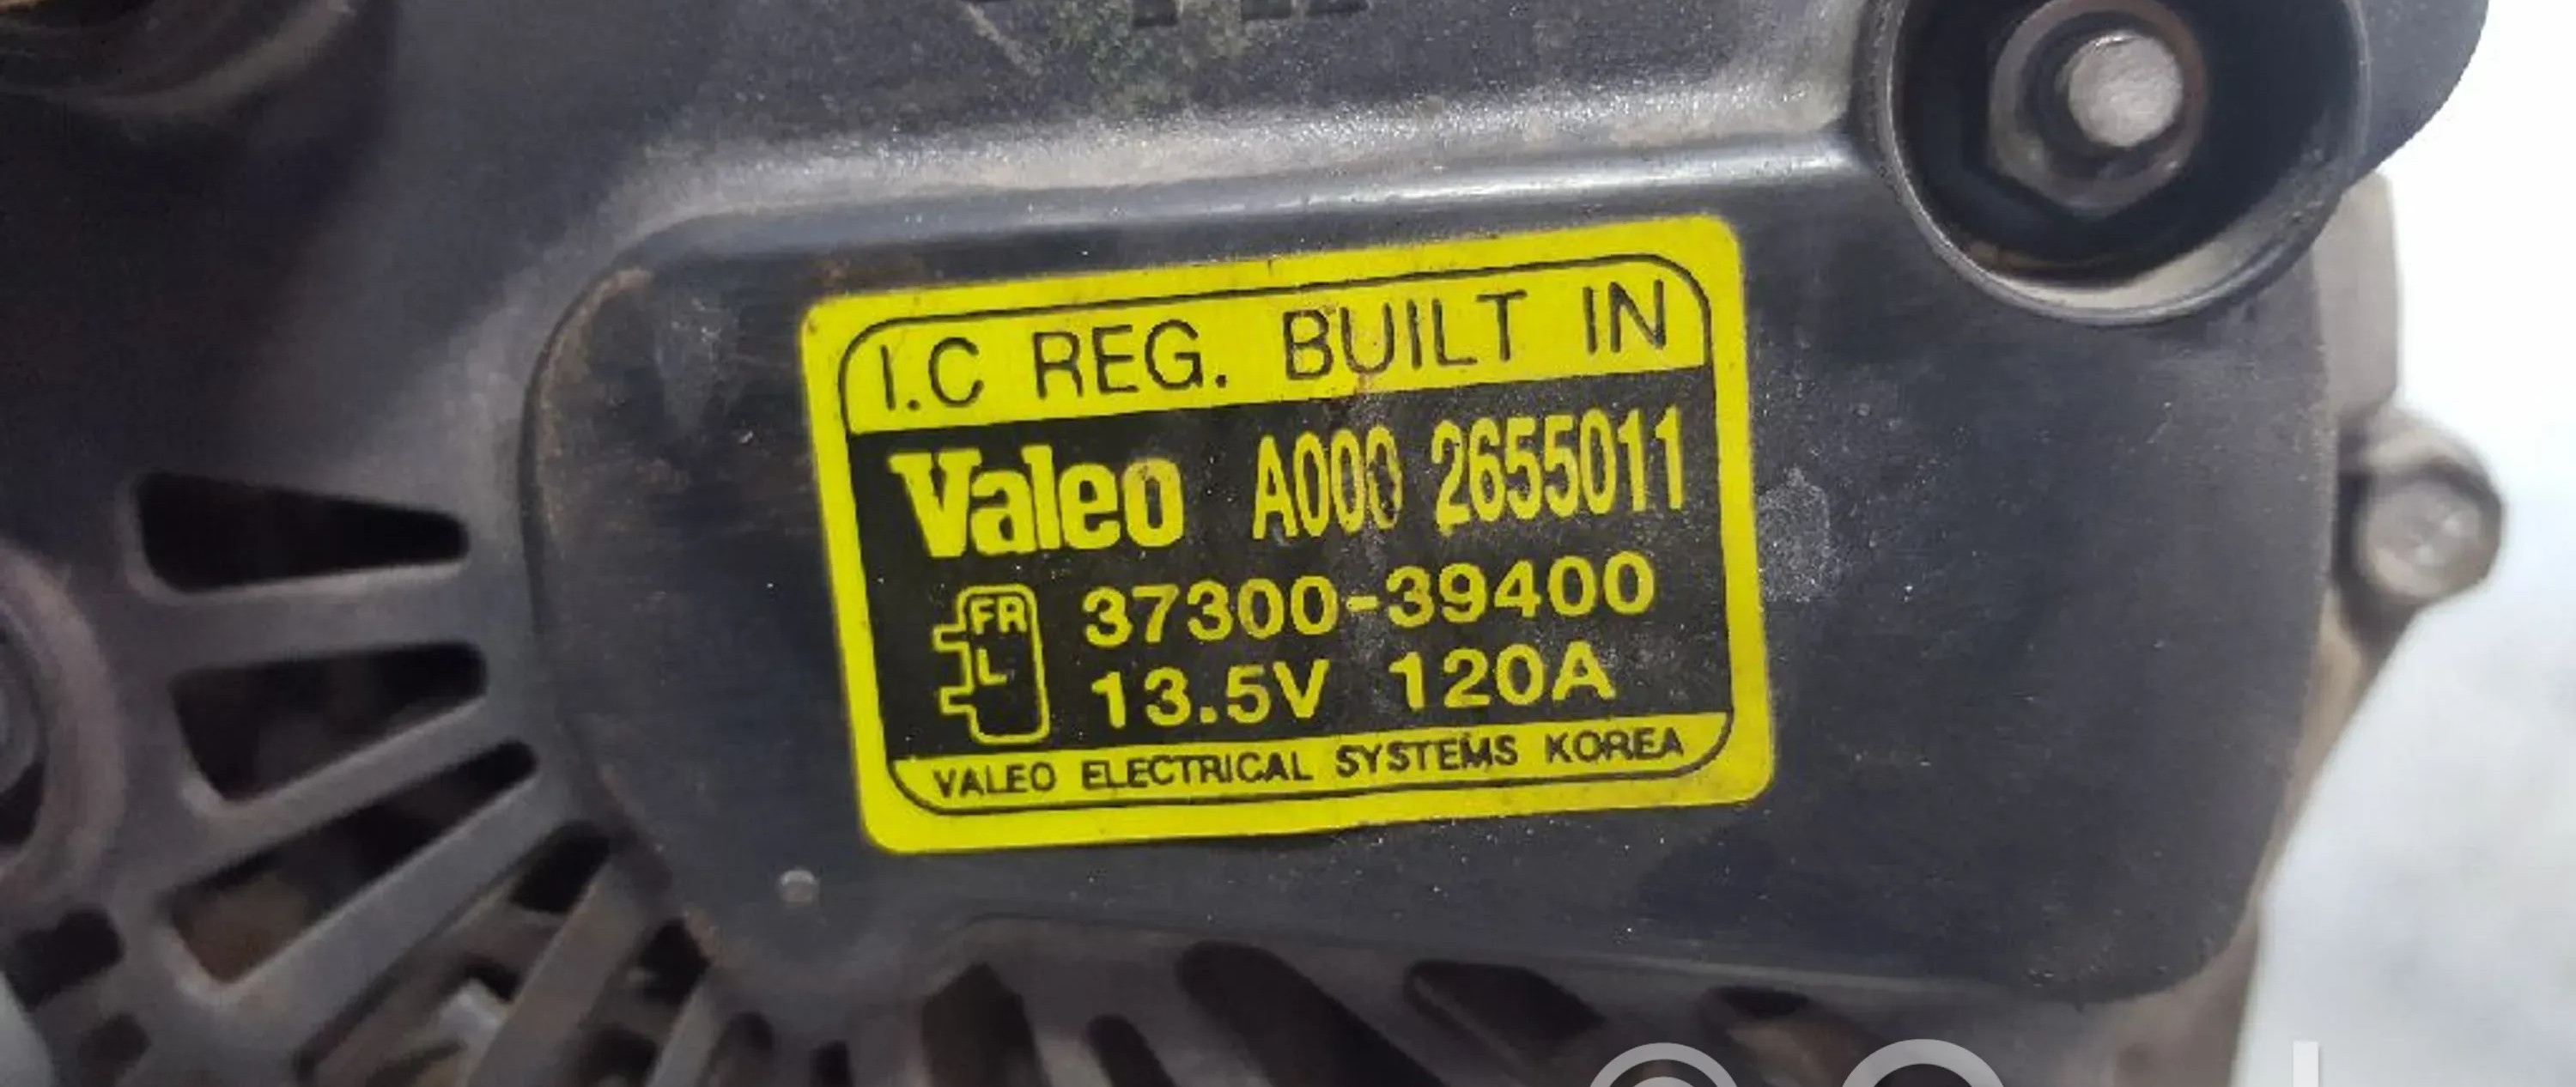 I.C REG. BUILT IN
Valeo A000 2655011
FR 37300-39400
L 13.5V 120A
VALEO ELECTRICAL SYSTEMS KOREA